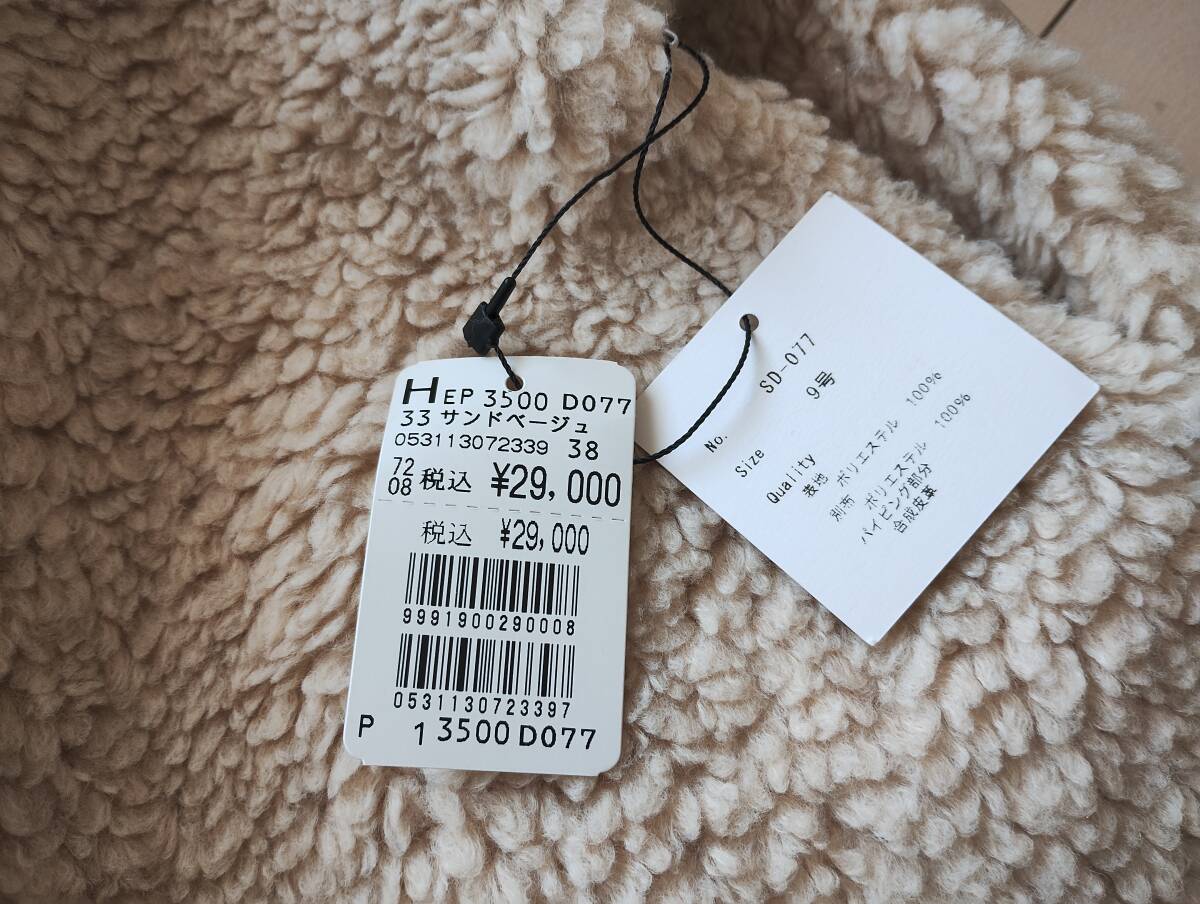 HEP 3500 D077
33 サンドベージュ
053113072339 38
72
08 税込 ¥29,000
税込 ¥29,000
9991900290008
0531130723397
P 1 3500 D077
No. SD-077
Size 9号
Quality
表地 ポリエステル 100%
別布 ポリエステル 100%
パイピング部分
合成皮革